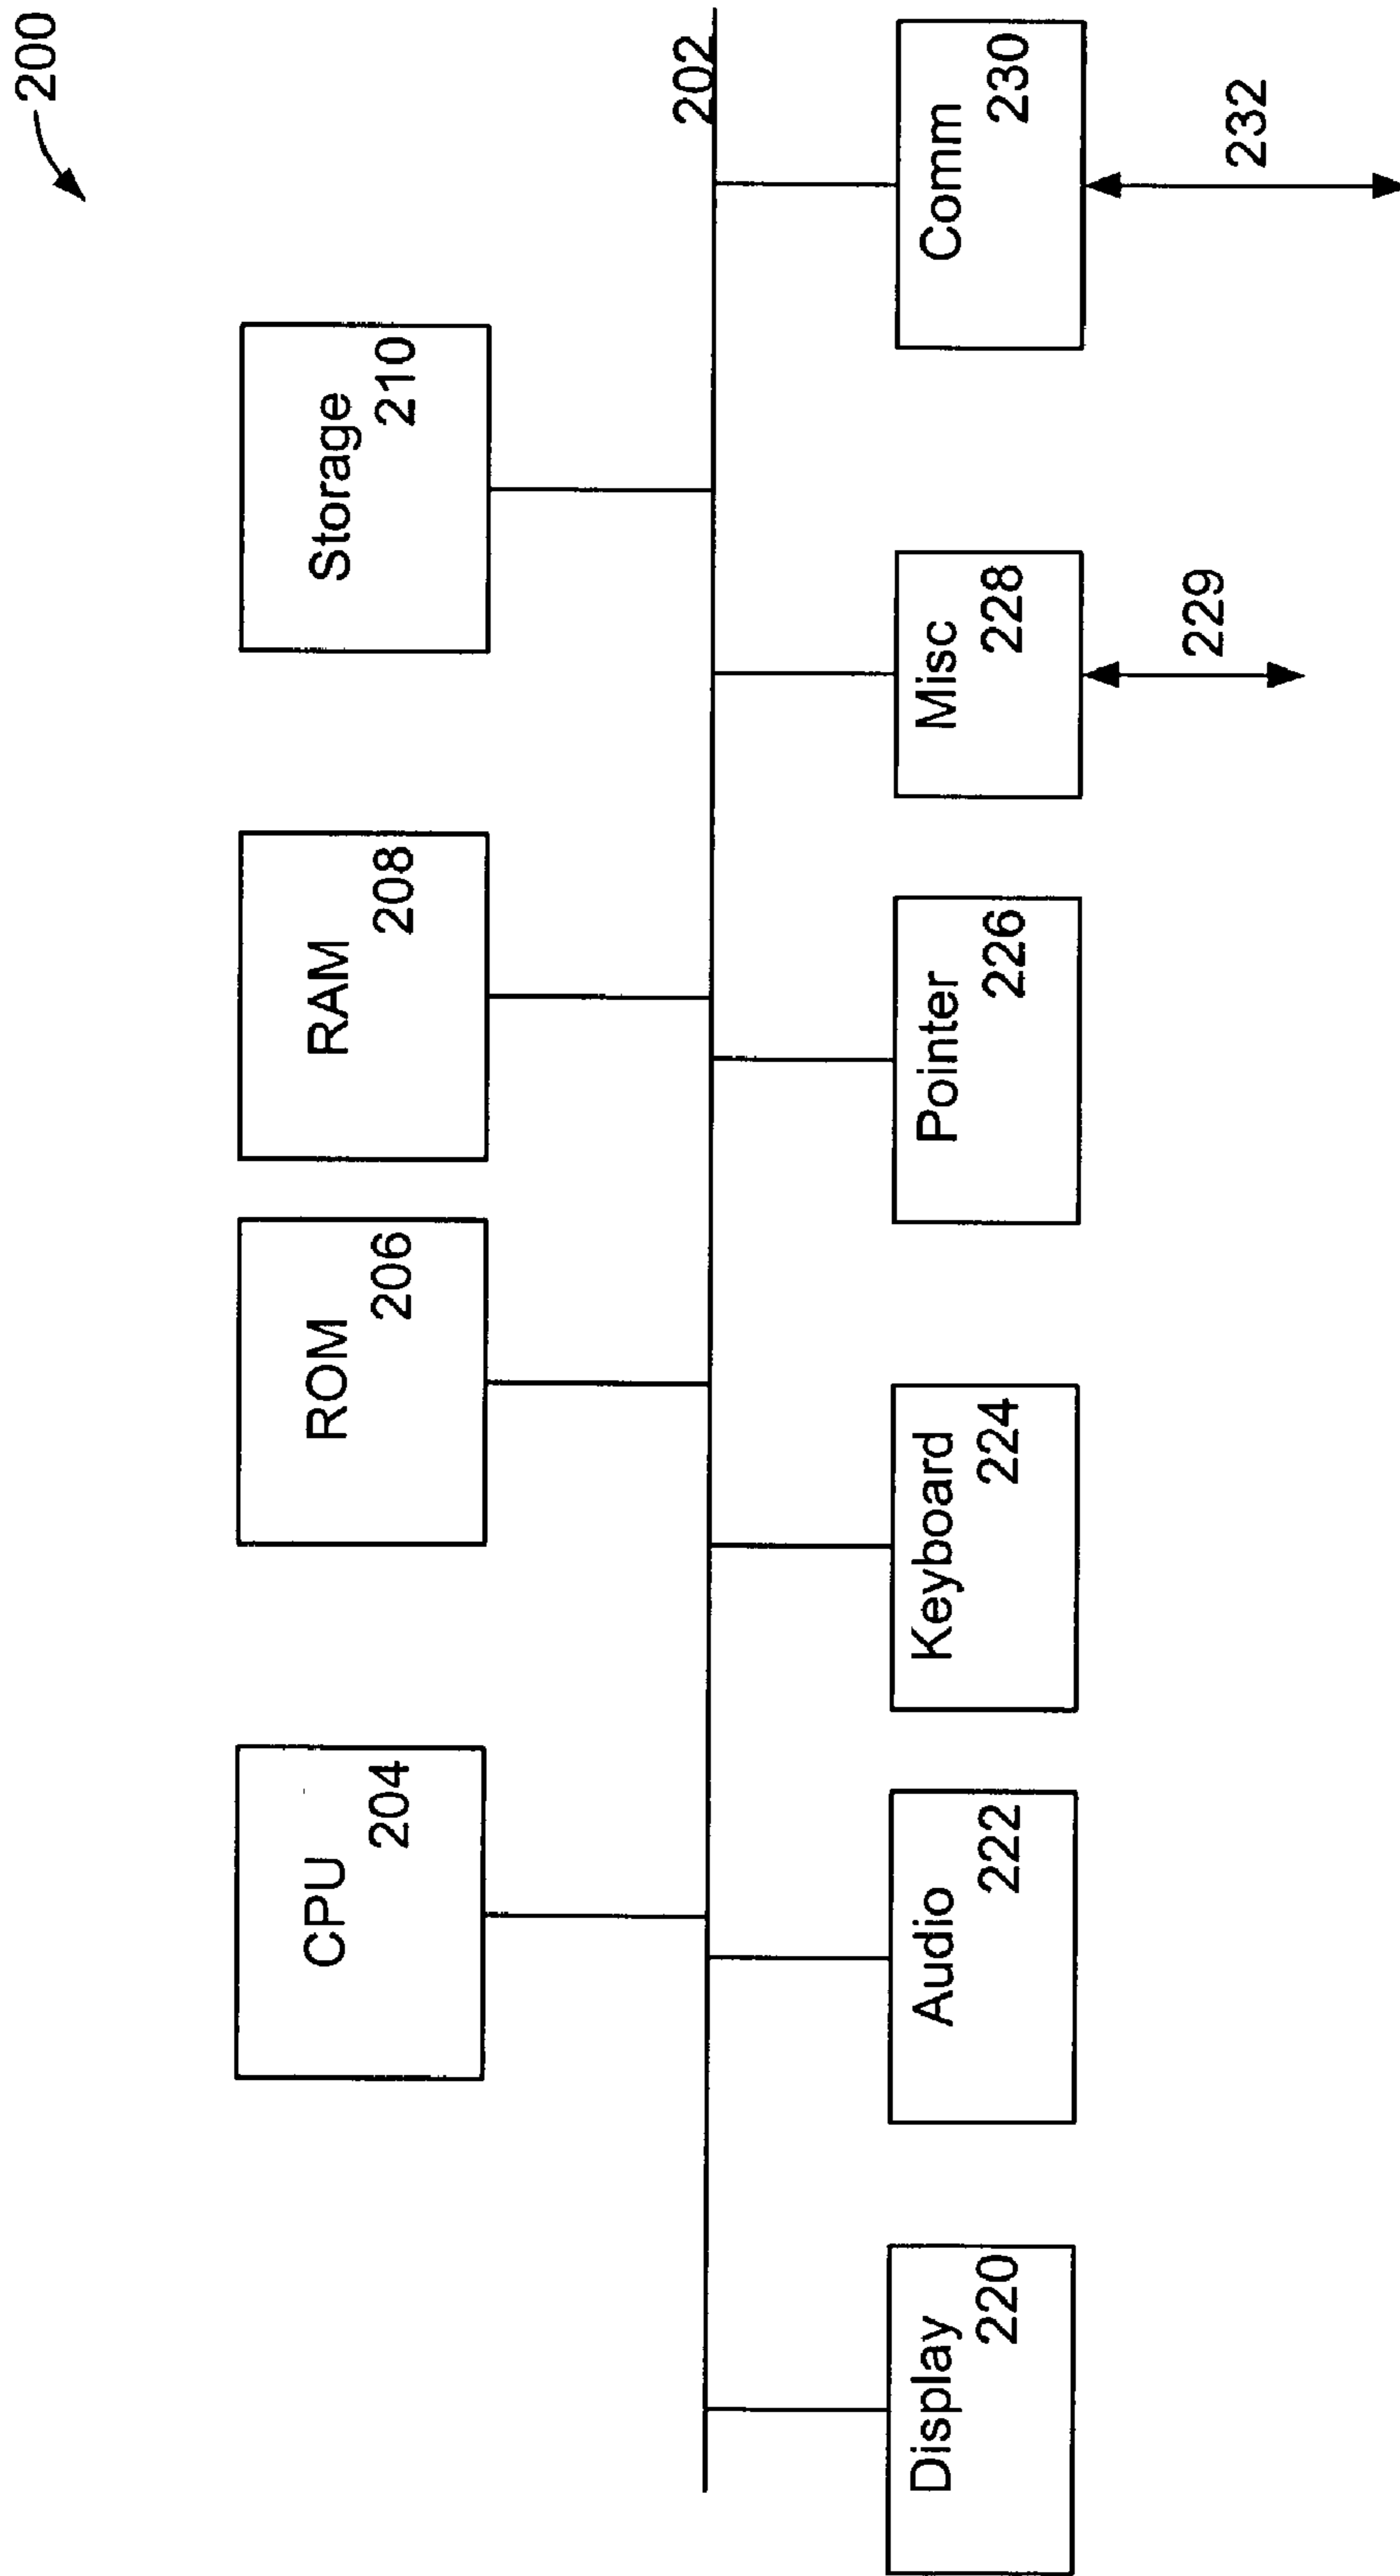 200
CPU
204
ROM
206
RAM
208
Storage
210
202
Display
220
Audio
222
Keyboard
224
Pointer
226
Misc
228
Comm
230
229
232